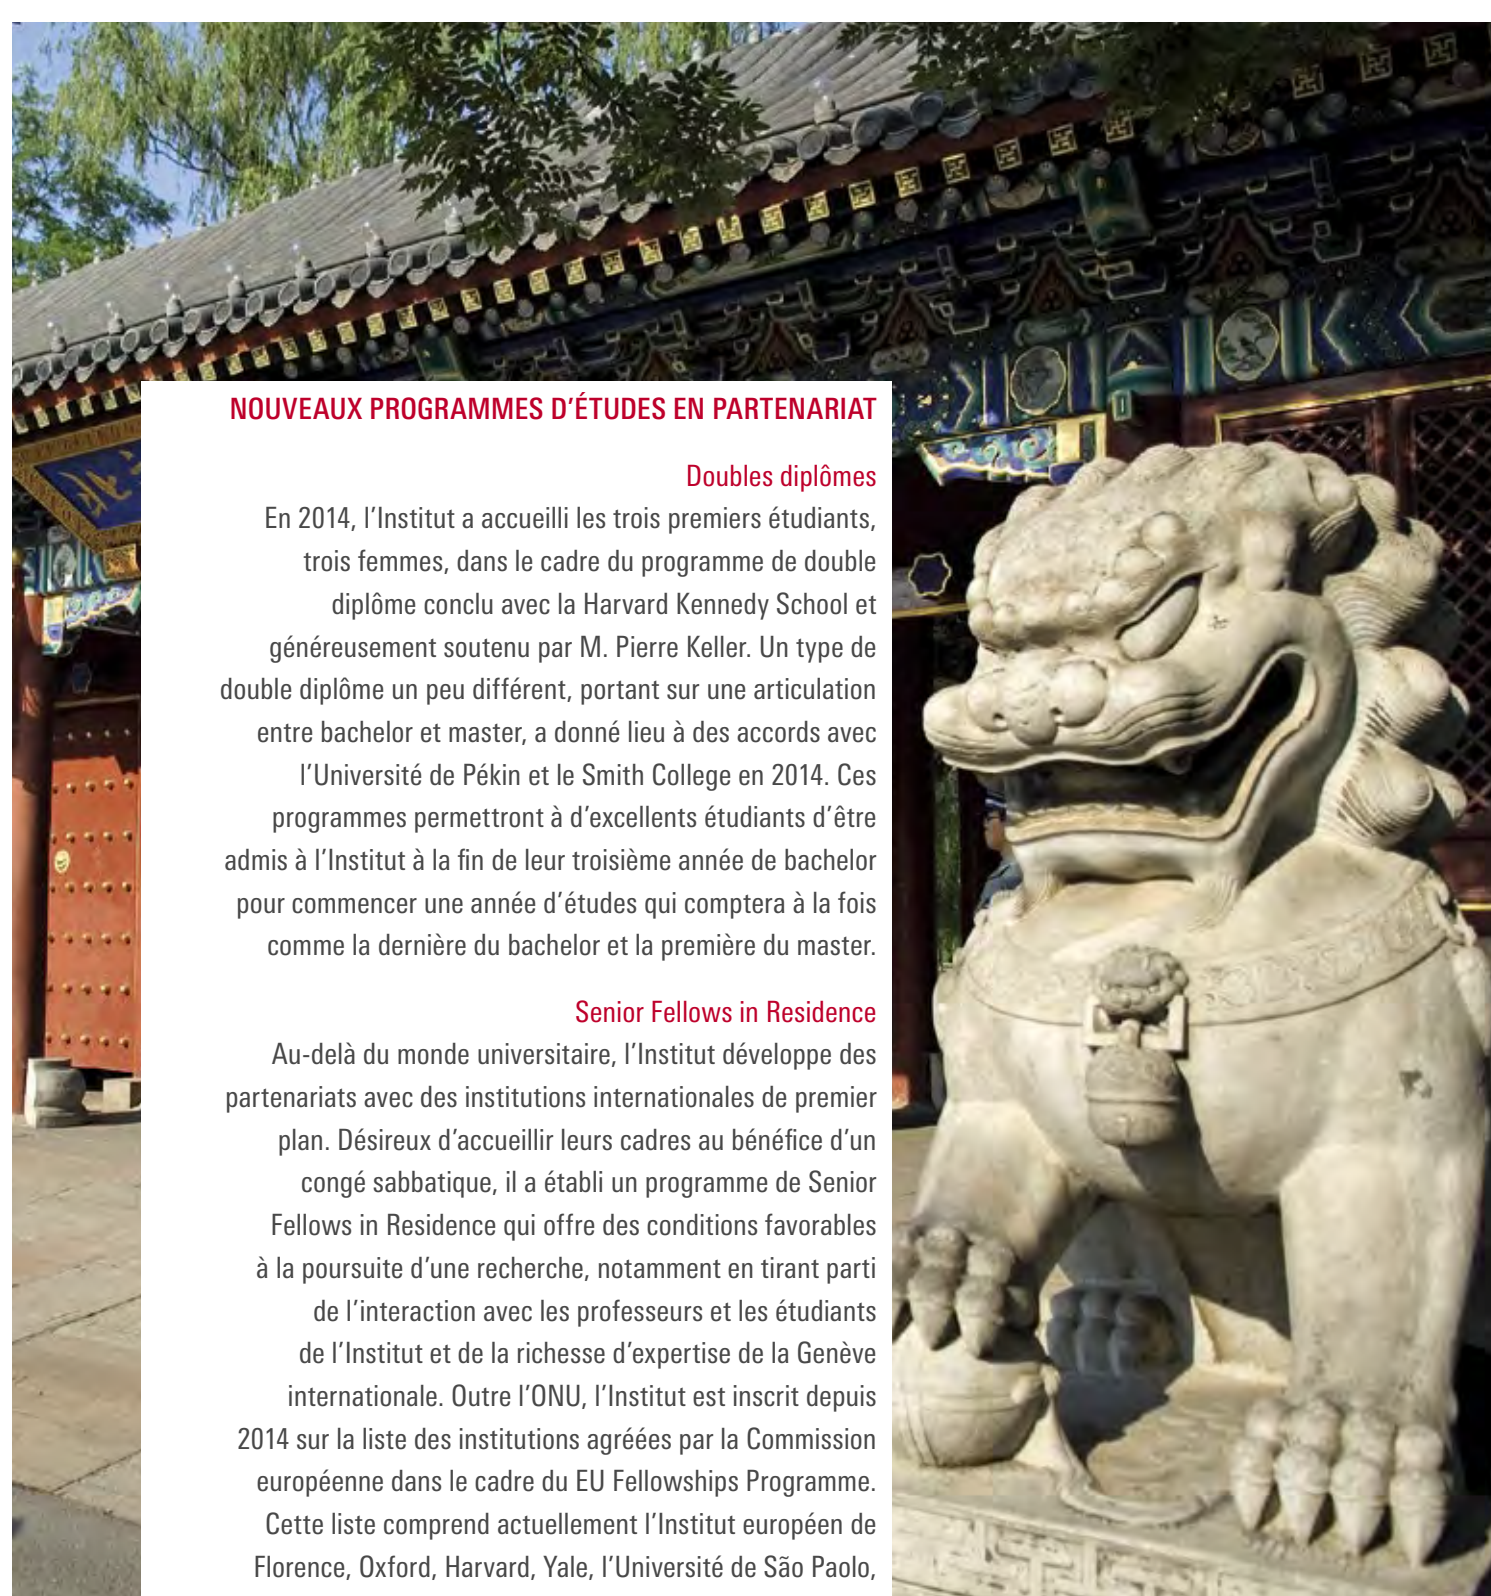 NOUVEAUX PROGRAMMES D’ÉTUDES EN PARTENARIAT
Doubles diplômes
En 2014, l’Institut a accueilli les trois premiers étudiants,
trois femmes, dans le cadre du programme de double
diplôme conclu avec la Harvard Kennedy School et
généreusement soutenu par M. Pierre Keller. Un type de
double diplôme un peu différent, portant sur une articulation
entre bachelor et master, a donné lieu à des accords avec
l’Université de Pékin et le Smith College en 2014. Ces
programmes permettront à d’excellents étudiants d’être
admis à l’Institut à la fin de leur troisième année de bachelor
pour commencer une année d’études qui comptera à la fois
comme la dernière du bachelor et la première du master.
Senior Fellows in Residence
Au-delà du monde universitaire, l’Institut développe des
partenariats avec des institutions internationales de premier
plan. Désireux d’accueillir leurs cadres au bénéfice d’un
congé sabbatique, il a établi un programme de Senior
Fellows in Residence qui offre des conditions favorables
à la poursuite d’une recherche, notamment en tirant parti
de l’interaction avec les professeurs et les étudiants
de l’Institut et de la richesse d’expertise de la Genève
internationale. Outre l’ONU, l’Institut est inscrit depuis
2014 sur la liste des institutions agréées par la Commission
européenne dans le cadre du EU Fellowships Programme.
Cette liste comprend actuellement l’Institut européen de
Florence, Oxford, Harvard, Yale, l’Université de São Paolo,